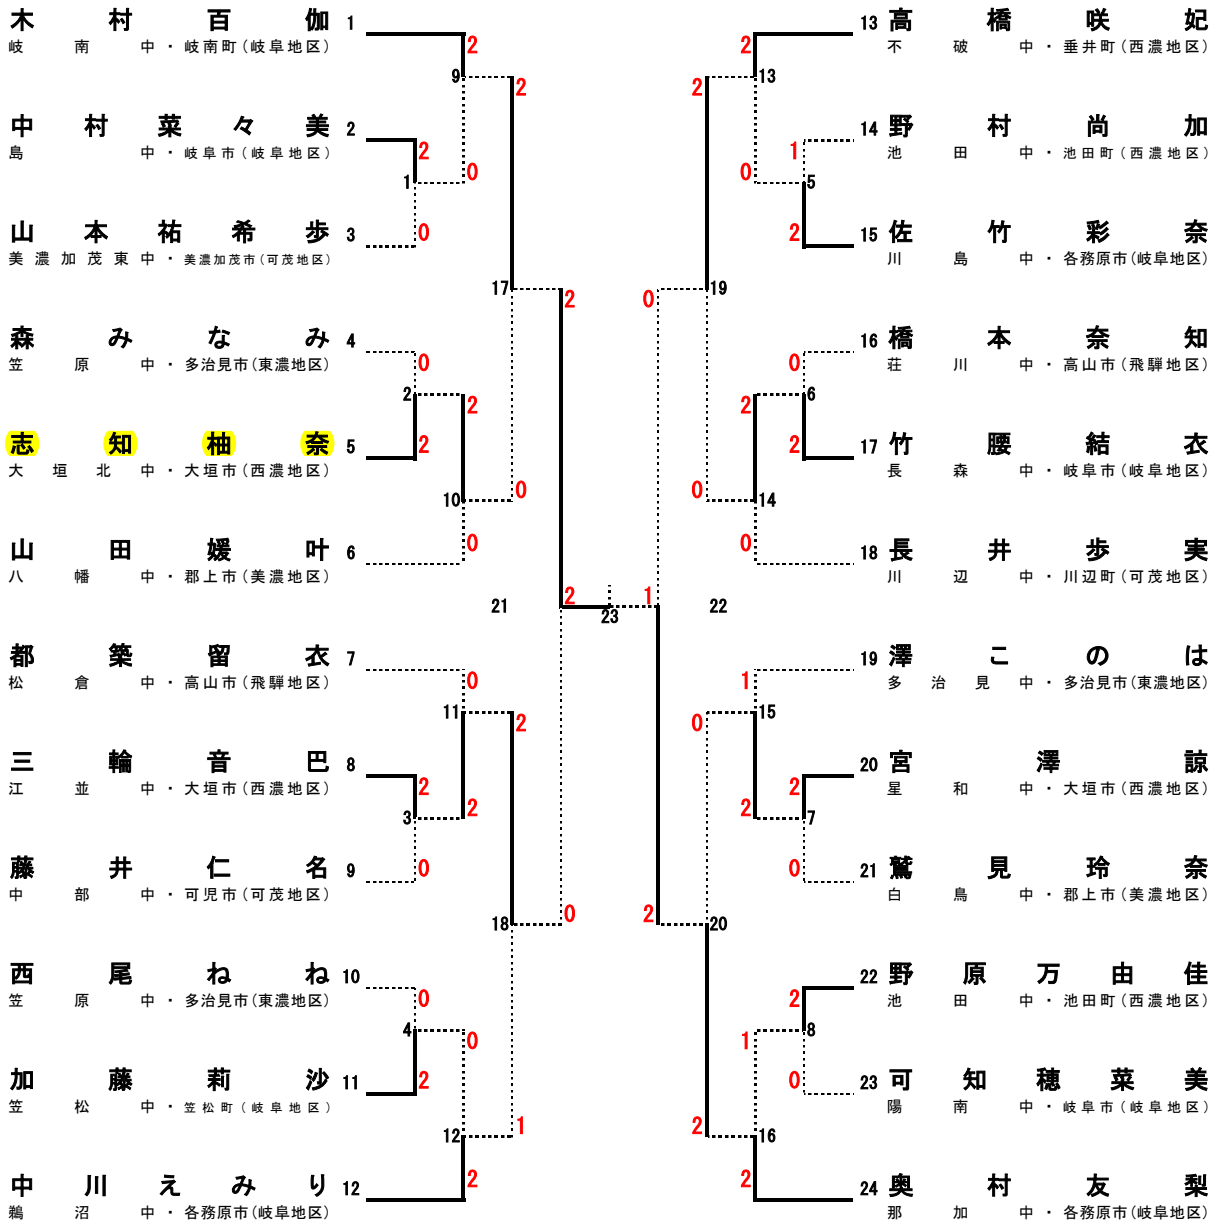 木村百伽 1
岐南中・岐南町(岐阜地区)
中村菜々美 2
島中・岐阜市(岐阜地区)
山本祐希歩 3
美濃加茂東中・美濃加茂市(可茂地区)
森みなみ 4
笠原中・多治見市(東濃地区)
志知柚奈 5
大垣北中・大垣市(西濃地区)
山田媛叶 6
八幡中・郡上市(美濃地区)
都築留衣 7
松倉中・高山市(飛騨地区)
三輪音巴 8
江並中・大垣市(西濃地区)
藤井仁名 9
中部中・可児市(可茂地区)
西尾ねね 10
笠原中・多治見市(東濃地区)
加藤莉沙 11
笠松中・笠松町(岐阜地区)
中川えみり 12
鵜沼中・各務原市(岐阜地区)
2
9
2
2
1
0
0
17
2
0
2
2
2
10
0
0
21
2
23
0
11
2
2
3
2
0
18
0
0
4
0
2
12
1
2
13 高橋咲妃
不破中・垂井町(西濃地区)
14 野村尚加
池田中・池田町(西濃地区)
15 佐竹彩奈
川島中・各務原市(岐阜地区)
16 橋本奈知
荘川中・高山市(飛騨地区)
17 竹腰結衣
長森中・岐阜市(岐阜地区)
18 長井歩実
川辺中・川辺町(可茂地区)
19 澤このは
多治見中・多治見市(東濃地区)
20 宮澤諒
星和中・大垣市(西濃地区)
21 鷲見玲奈
白鳥中・郡上市(美濃地区)
22 野原万由佳
池田中・池田町(西濃地区)
23 可知穂菜美
陽南中・岐阜市(岐阜地区)
24 奥村友梨
那加中・各務原市(岐阜地区)
2
13
2
1
0
5
2
0
19
0
2
6
2
0
14
0
1
22
1
0
15
2
2
7
0
2
20
2
1
8
0
2
16
2